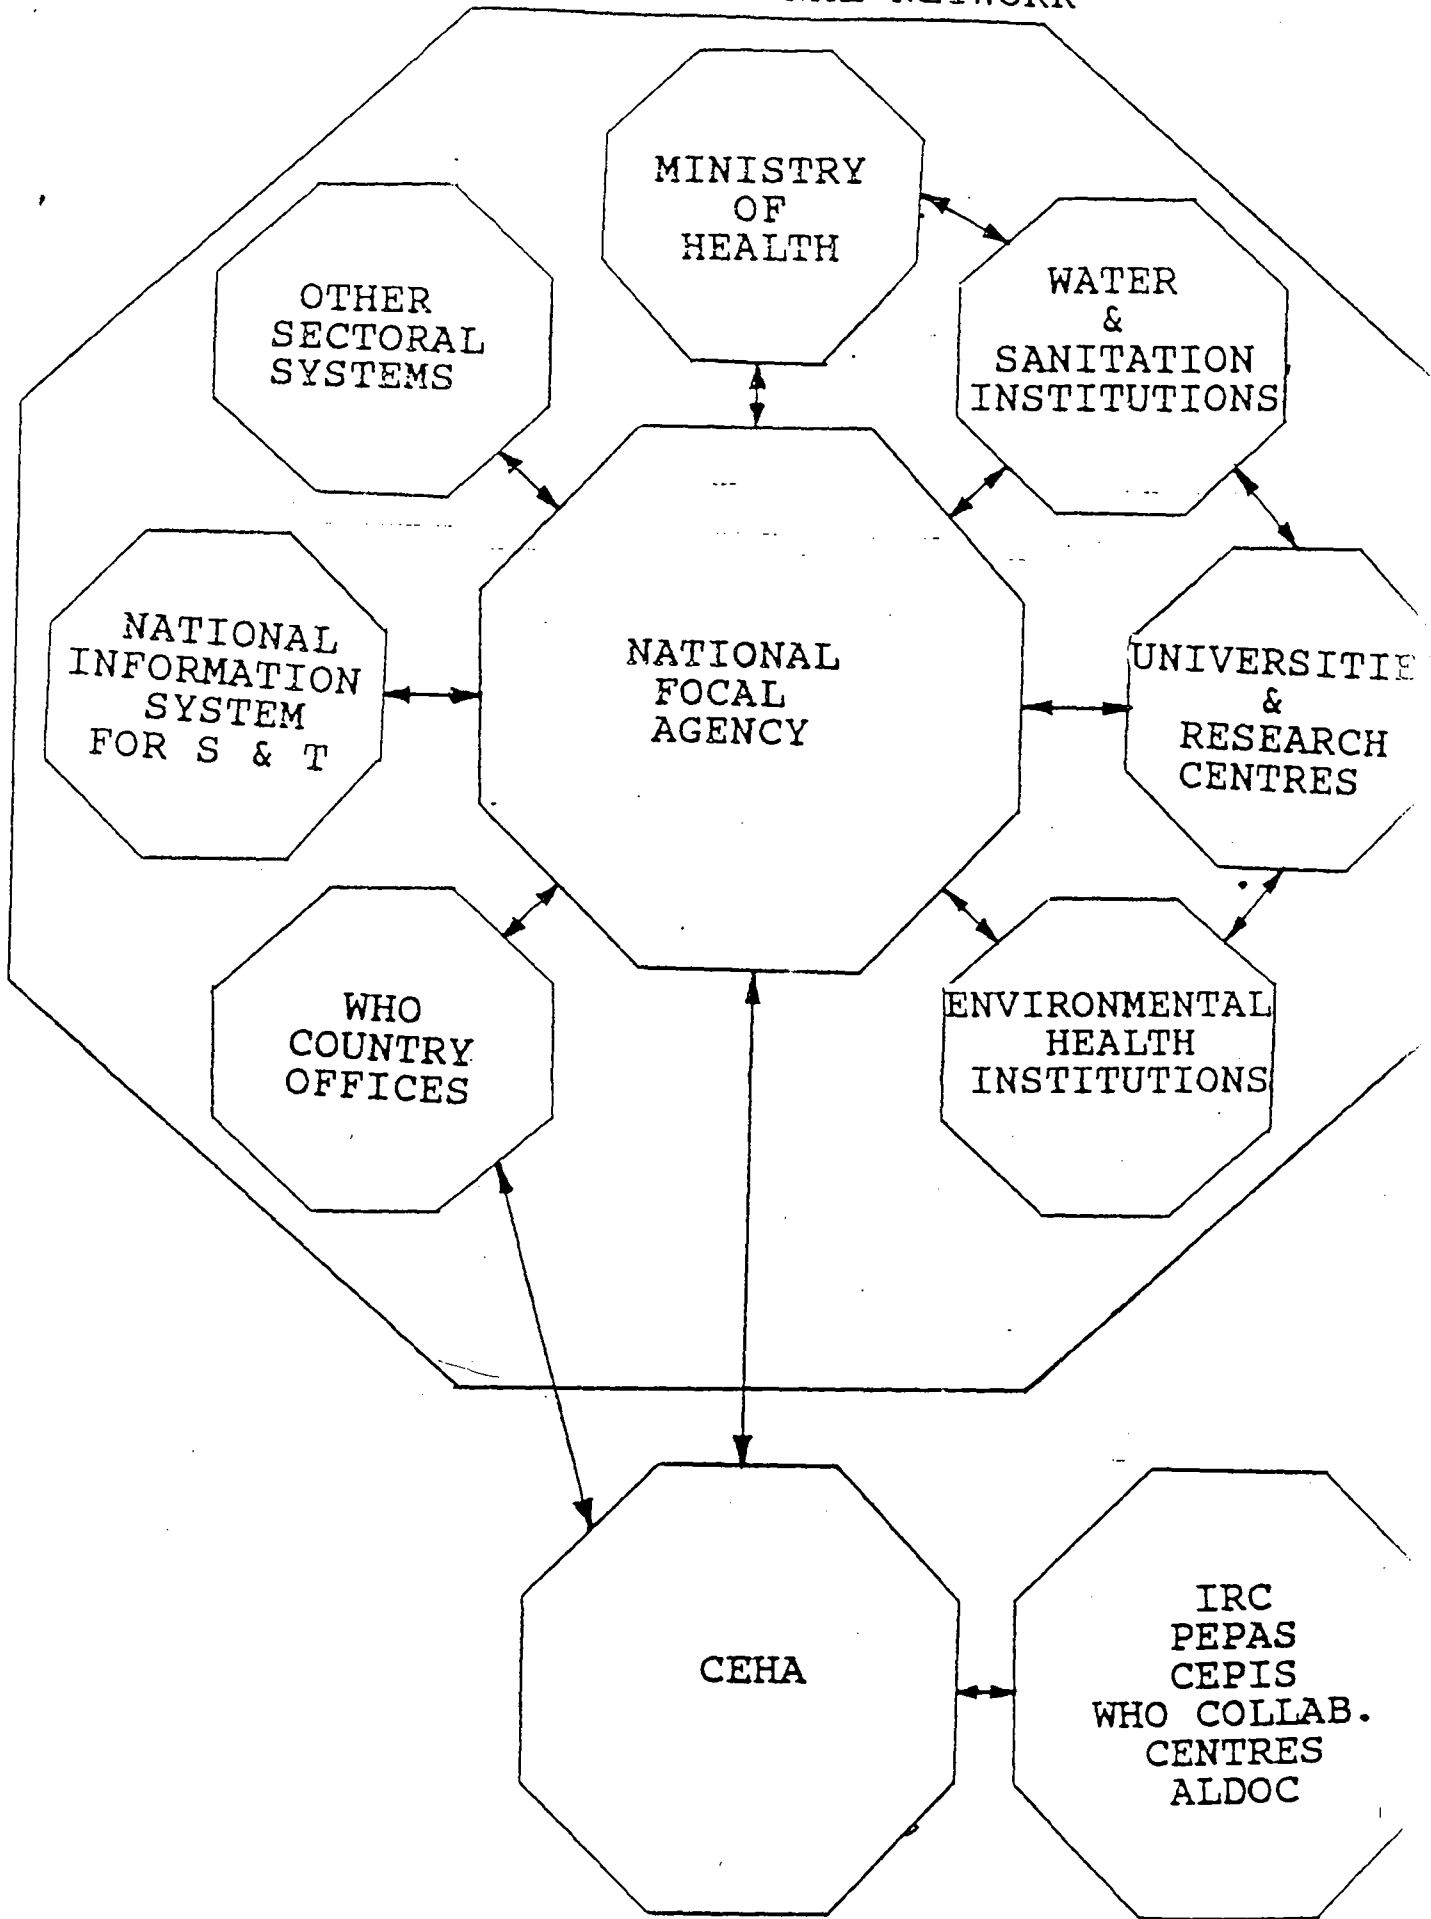 NETWORK
MINISTRY
OF
HEALTH
OTHER
SECTORAL
SYSTEMS
WATER
&
SANITATION
INSTITUTIONS
NATIONAL
INFORMATION
SYSTEM
FOR S & T
NATIONAL
FOCAL
AGENCY
UNIVERSITIE
&
RESEARCH
CENTRES
WHO
COUNTRY
OFFICES
ENVIRONMENTAL
HEALTH
INSTITUTIONS
CEHA
IRC
PEPAS
CEPIS
WHO COLLAB.
CENTRES
ALDOC